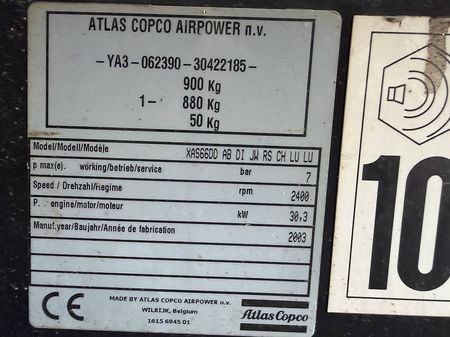 ATLAS COPCO AIRPOWER n.v.
-YA3-062390-30422185-
900 Kg
1- 880 Kg
50 Kg
Model/Modell/Modèle XAS66DD AB DI JW RS CH LU LU
p max(e). working/betrieb/service bar 7
Speed / Drehzahl/Regime rpm 2400
P. engine/motor/moteur kW 30,3
Manuf.year/Baujahr/Année de fabrication 2003
CE
MADE BY ATLAS COPCO AIRPOWER n.v.
WILRIJK, Belgium
1615 6945 01
Atlas Copco
10